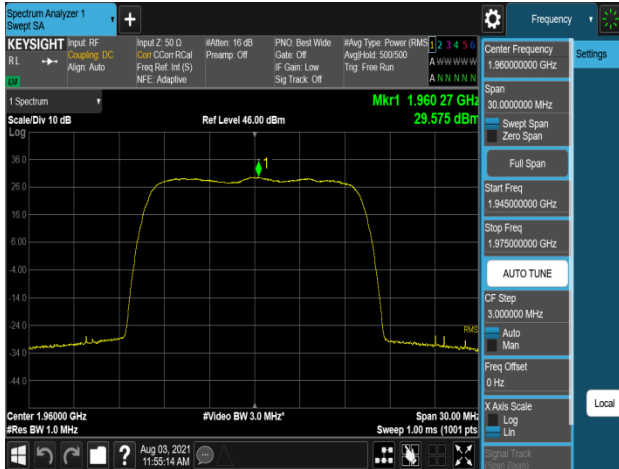 Spectrum Analyzer 1
Swept SA
+
Frequency
KEYSIGHT
RL
LV
Input: RF
Coupling: DC
Align: Auto
Input Z: 50 Ω
Corr CCorr RCal
Freq Ref: Int (S)
NFE: Adaptive
#Atten: 16 dB
Preamp: Off
PNO: Best Wide
Gate: Off
IF Gain: Low
Sig Track: Off
#Avg Type: Power (RMS
Avg|Hold: 500/500
Trig: Free Run
1 2 3 4 5 6
A W W W W W
A N N N N N
1 Spectrum
Scale/Div 10 dB
Log
Ref Level 46.00 dBm
Mkr1 1.960 27 GHz
29.575 dBm
36.0
26.0
16.0
6.00
-4.00
-14.0
-24.0
-34.0
-44.0
1
RMS
Center 1.96000 GHz
#Res BW 1.0 MHz
#Video BW 3.0 MHz*
Span 30.00 MHz
Sweep 1.00 ms (1001 pts
?
Aug 03, 2021
11:55:14 AM
Center Frequency
1.960000000 GHz
Span
30.0000000 MHz
Swept Span
Zero Span
Full Span
Start Freq
1.945000000 GHz
Stop Freq
1.975000000 GHz
AUTO TUNE
CF Step
3.000000 MHz
Auto
Man
Freq Offset
0 Hz
X Axis Scale
Log
Lin
Signal Track
(Span Zoom)
Settings
Local